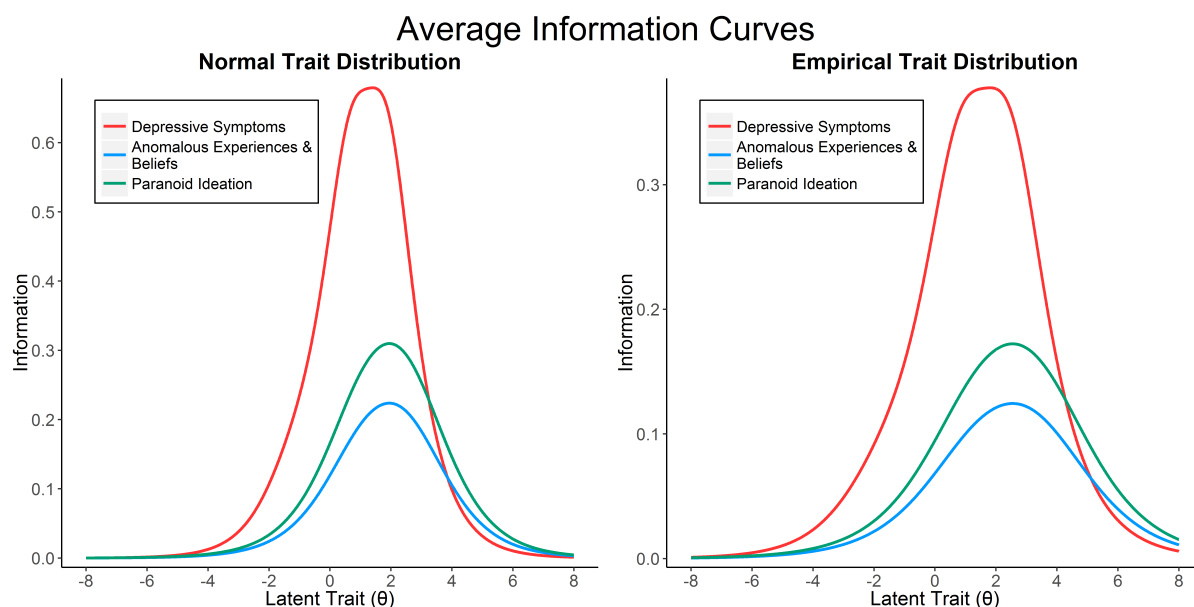 Average Information Curves
Normal Trait Distribution
Information
0.6
0.5
0.4
0.3
0.2
0.1
0.0
Depressive Symptoms
Anomalous Experiences &
Beliefs
Paranoid Ideation
-8 -6 -4 -2 0 2 4 6 8
Latent Trait (θ)
Empirical Trait Distribution
Information
0.3
0.2
0.1
0.0
Depressive Symptoms
Anomalous Experiences &
Beliefs
Paranoid Ideation
-8 -6 -4 -2 0 2 4 6 8
Latent Trait (θ)